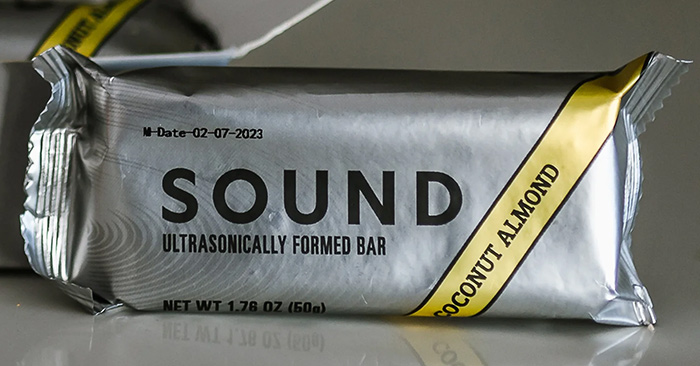 M-Date-02-07-2023
SOUND
ULTRASONICALLY FORMED BAR
NET WT 1.76 OZ (50g)
COCONUT ALMOND